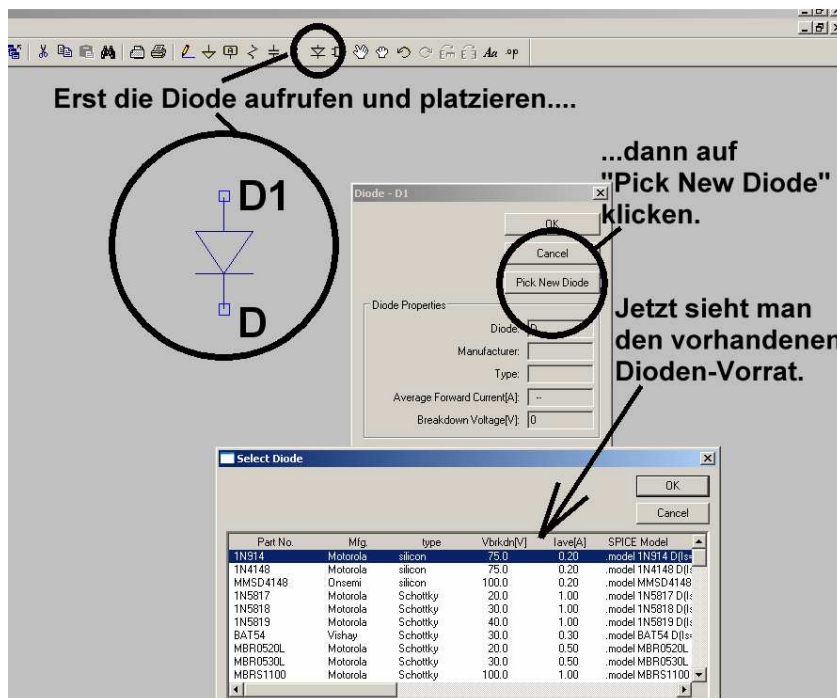 Aa .op
Erst die Diode aufrufen und platzieren....
...dann auf
"Pick New Diode"
klicken.
D1
D
Diode - D1
OK
Cancel
Pick New Diode
Diode Properties
Diode: D
Manufacturer:
Type:
Average Forward Current[A]: --
Breakdown Voltage[V]: 0
Jetzt sieht man
den vorhandenen
Dioden-Vorrat.
Select Diode
OK
Cancel
Part No. Mfg. type Vbrkdn[V] Iave[A] SPICE Model
1N914 Motorola silicon 75.0 0.20 .model 1N914 D(Is=
1N4148 Motorola silicon 75.0 0.20 .model 1N4148 D(Is
MMSD4148 Onsemi silicon 100.0 0.20 .model MMSD4148
1N5817 Motorola Schottky 20.0 1.00 .model 1N5817 D(Is
1N5818 Motorola Schottky 30.0 1.00 .model 1N5818 D(Is
1N5819 Motorola Schottky 40.0 1.00 .model 1N5819 D(Is
BAT54 Vishay Schottky 30.0 0.30 .model BAT54 D(Is=
MBR0520L Motorola Schottky 20.0 0.50 .model MBR0520L
MBR0530L Motorola Schottky 30.0 0.50 .model MBR0530L
MBRS1100 Motorola Schottky 100.0 1.00 .model MBRS1100